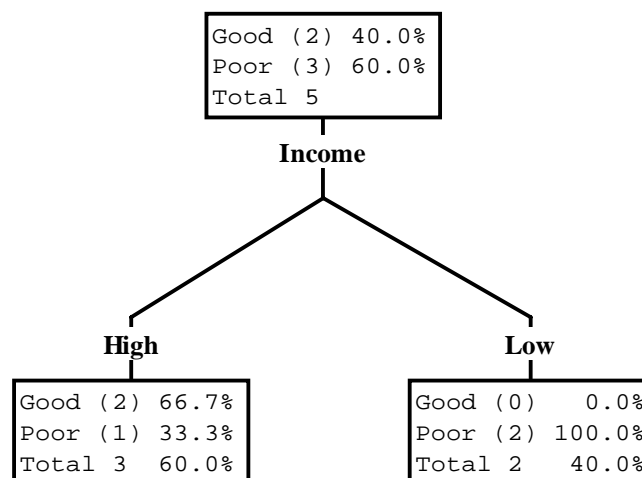 Good (2) 40.0%
Poor (3) 60.0%
Total 5
Income
High
Low
Good (2) 66.7%
Poor (1) 33.3%
Total 3 60.0%
Good (0) 0.0%
Poor (2) 100.0%
Total 2 40.0%